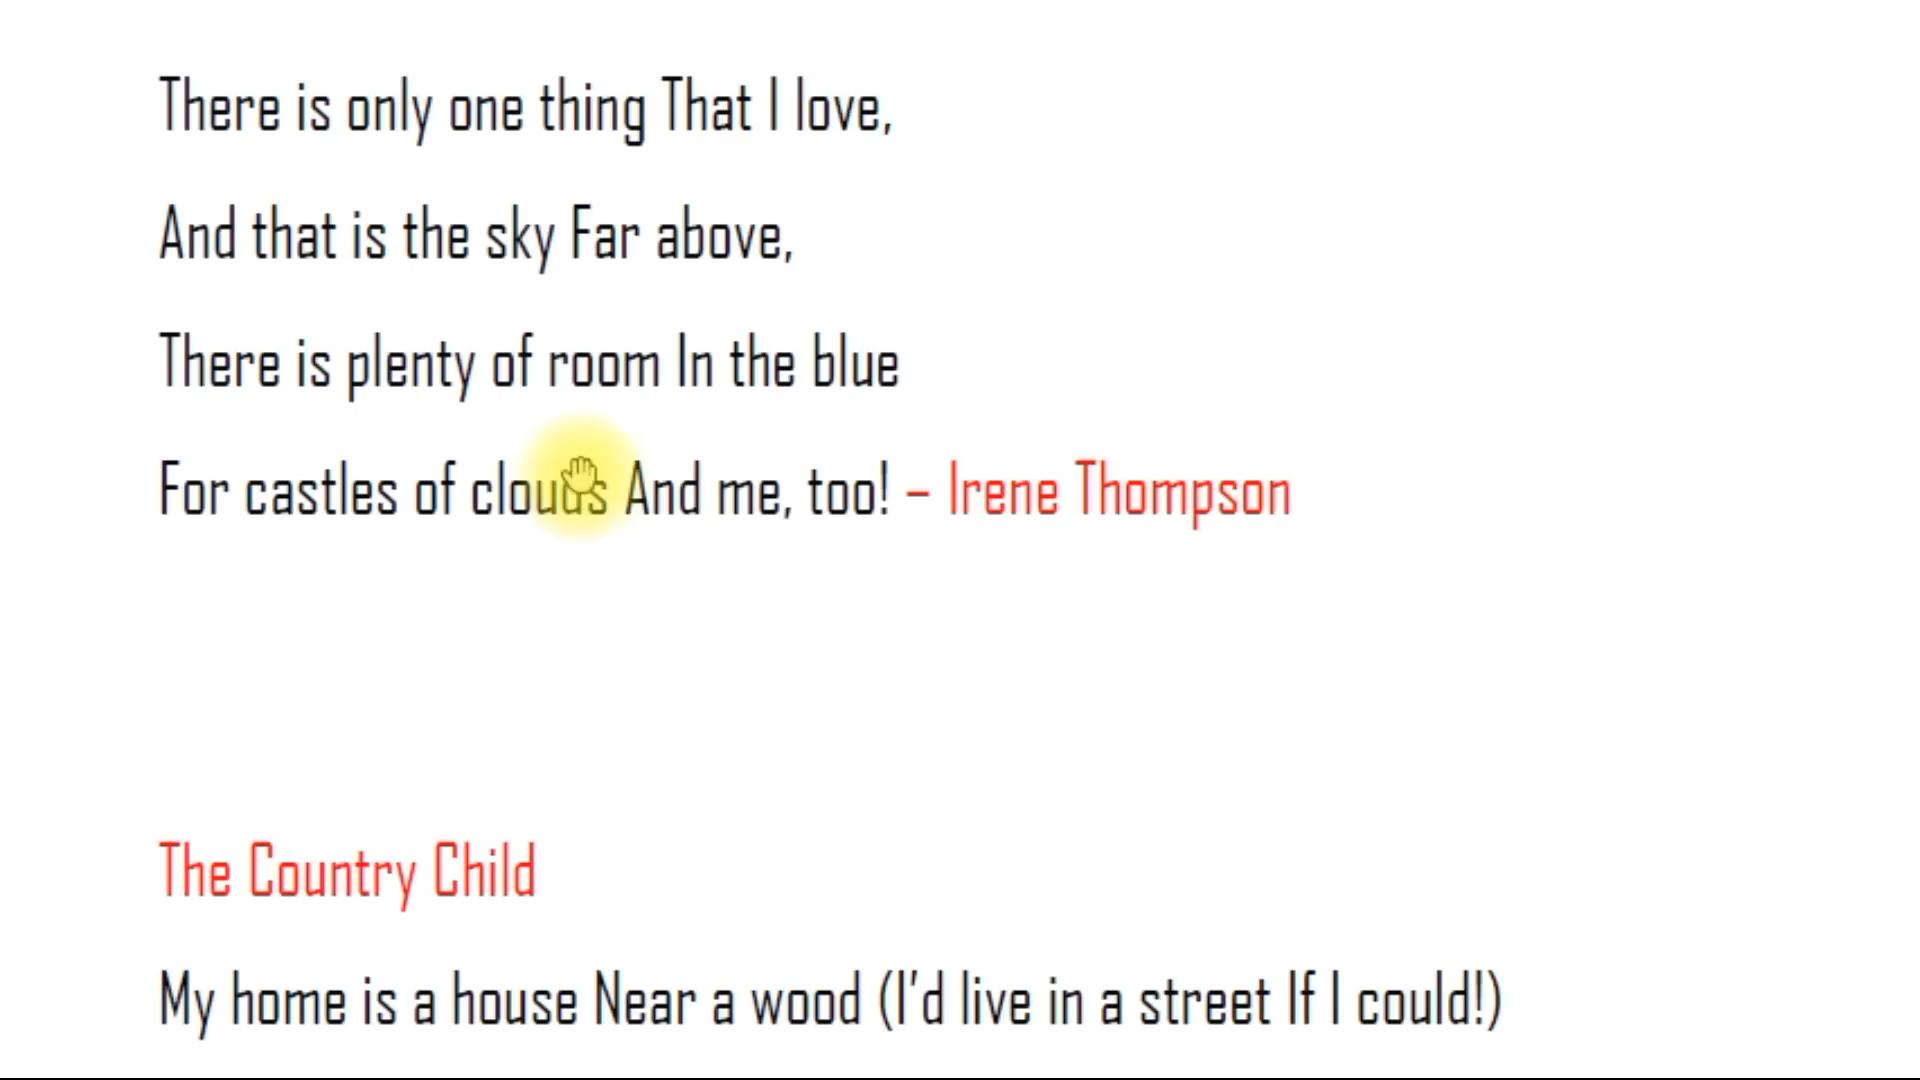 There is only one thing That I love,
And that is the sky Far above,
There is plenty of room In the blue
For castles of clouds And me, too! – Irene Thompson
The Country Child
My home is a house Near a wood (I'd live in a street If I could!)